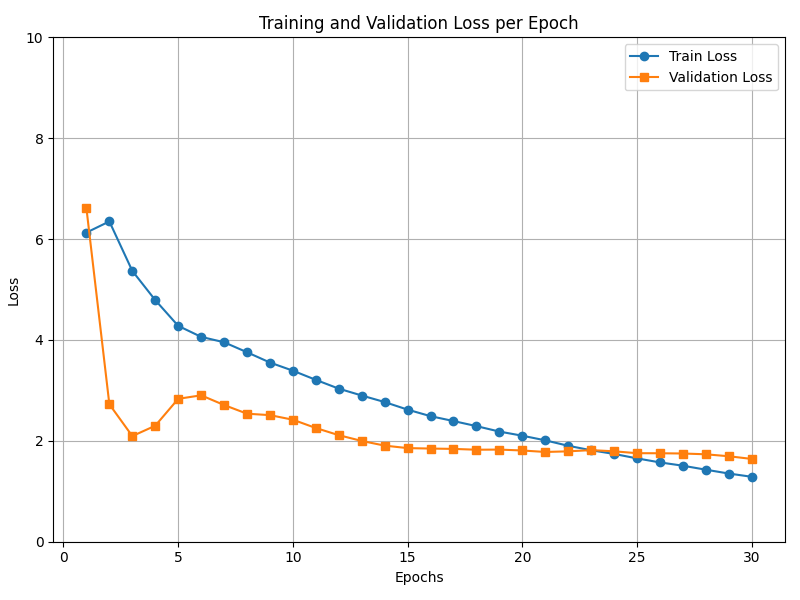 Training and Validation Loss per Epoch
Train Loss
Validation Loss
Loss
10
8
6
4
2
0
0 5 10 15 20 25 30
Epochs